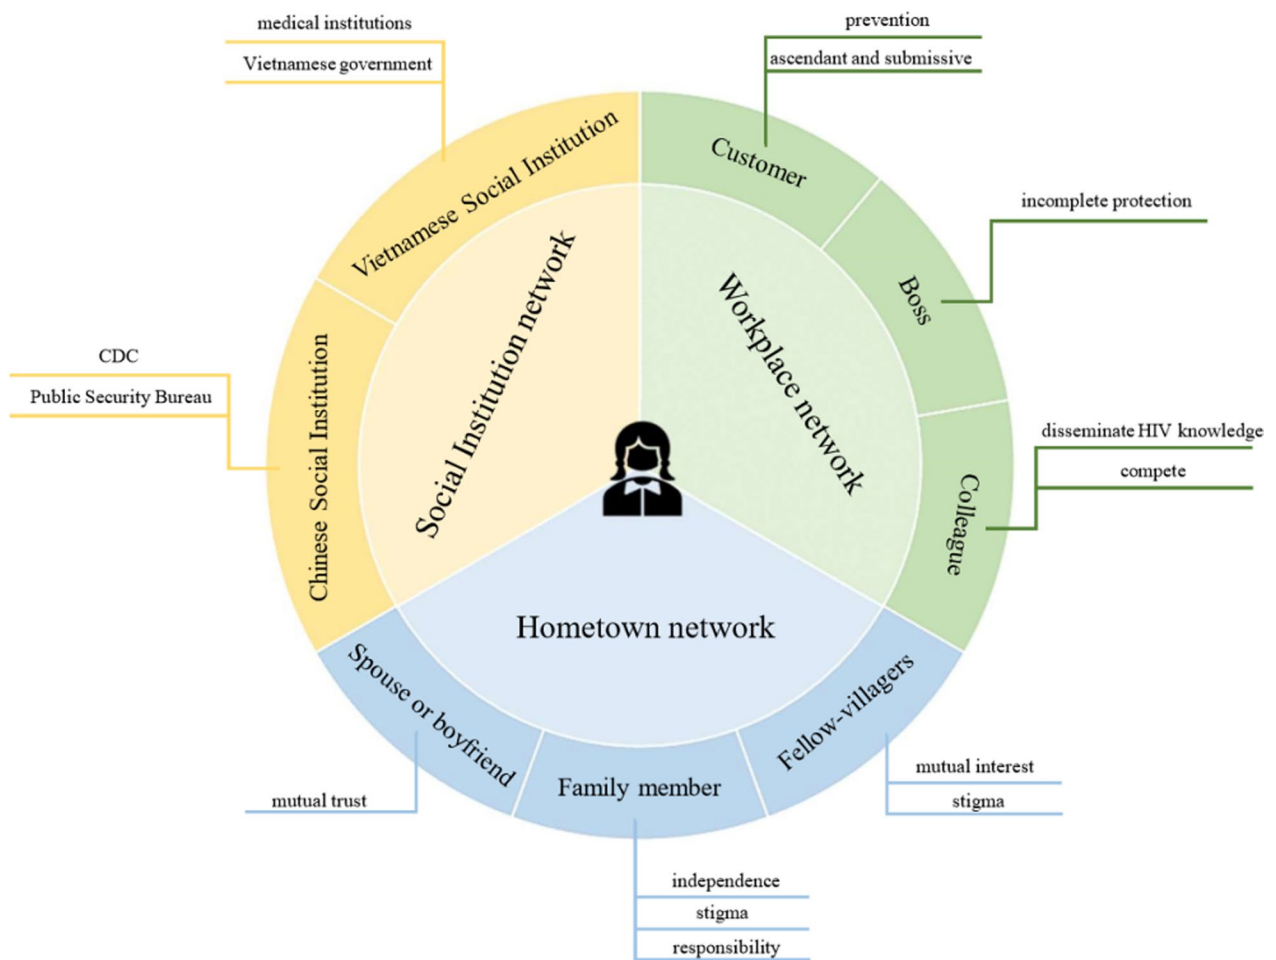 medical institutions
Vietnamese government
prevention
ascendant and submissive
Vietnamese Social Institution
Customer
incomplete protection
Boss
Social Institution network
Workplace network
CDC
Public Security Bureau
Chinese Social Institution
disseminate HIV knowledge
compete
Colleague
Hometown network
Spouse or boyfriend
Family member
Fellow-villagers
mutual trust
mutual interest
stigma
independence
stigma
responsibility